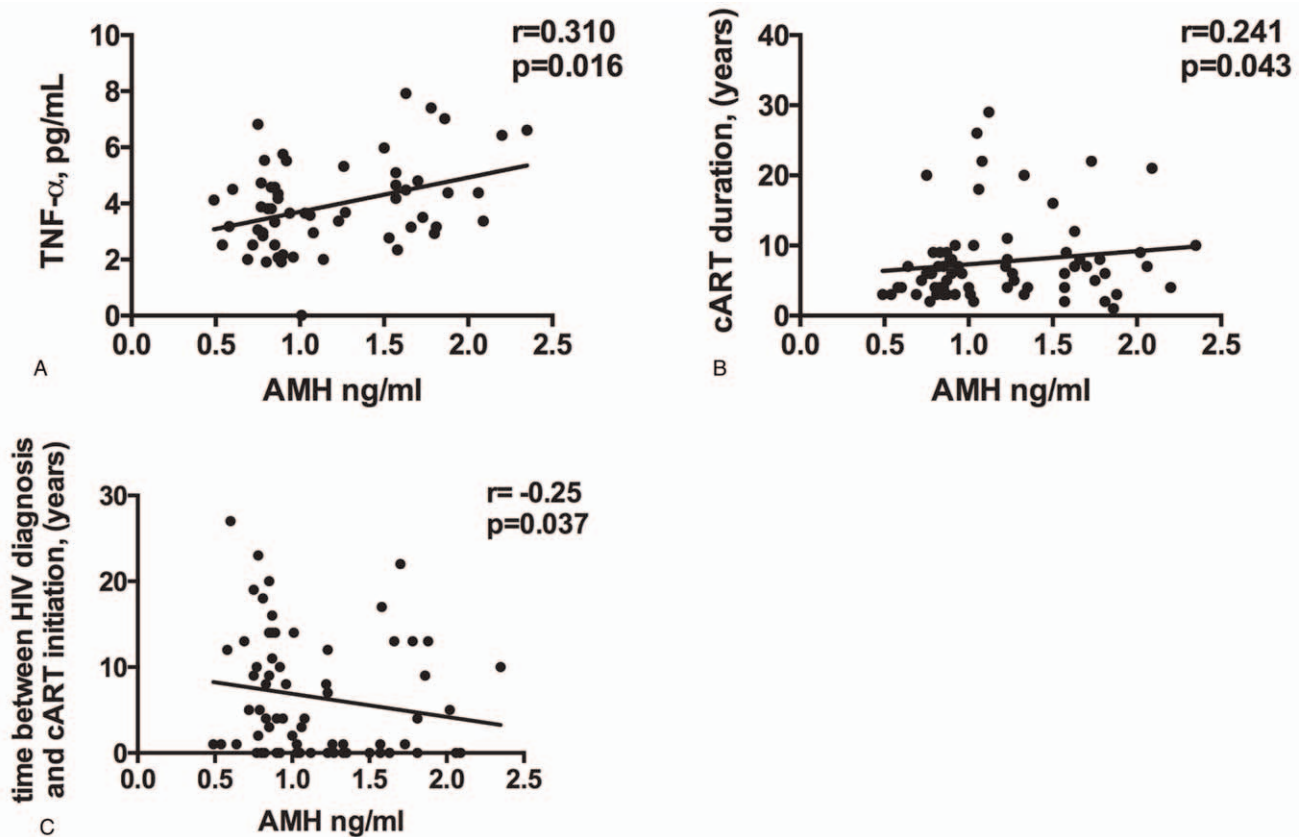 r=0.310
p=0.016
TNF-α, pg/mL
10
8
6
4
2
0
0.0 0.5 1.0 1.5 2.0 2.5
AMH ng/ml
A
r=0.241
p=0.043
cART duration, (years)
40
30
20
10
0
0.0 0.5 1.0 1.5 2.0 2.5
AMH ng/ml
B
r= -0.25
p=0.037
time between HIV diagnosis
and cART initiation, (years)
30
20
10
0
0.0 0.5 1.0 1.5 2.0 2.5
AMH ng/ml
C